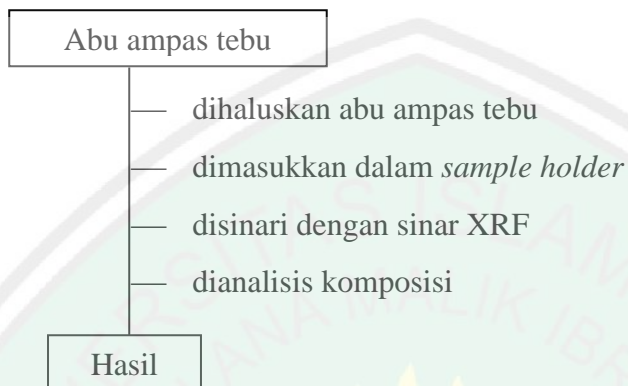 Abu ampas tebu
dihaluskan abu ampas tebu
dimasukkan dalam sample holder
disinari dengan sinar XRF
dianalisis komposisi
Hasil